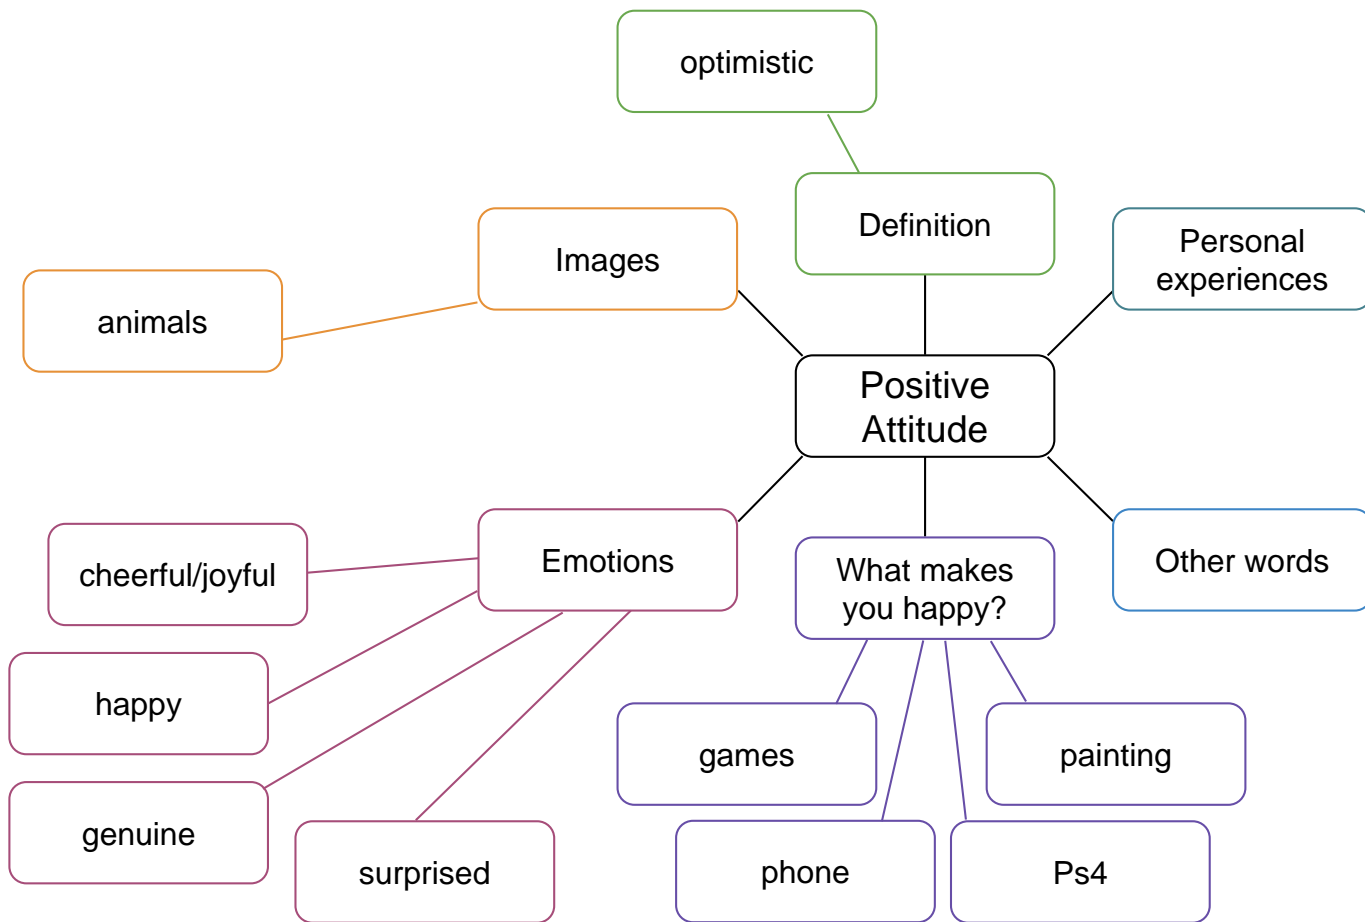 optimistic
Definition
Personal
experiences
Images
animals
Positive
Attitude
Emotions
What makes
you happy?
Other words
cheerful/joyful
happy
games
painting
genuine
surprised
phone
Ps4